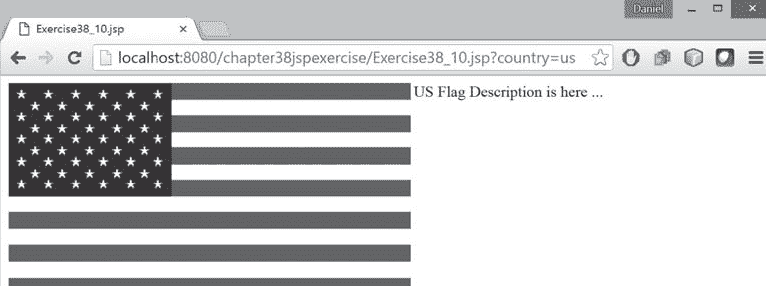 Daniel
Exercise38_10.jsp
localhost:8080/chapter38jspexercise/Exercise38_10.jsp?country=us
US Flag Description is here ...